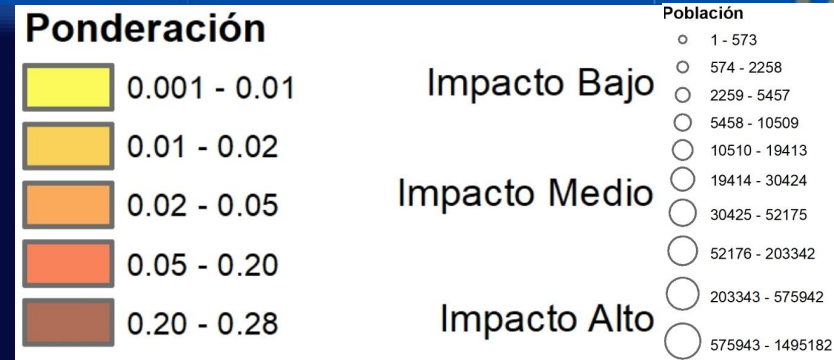 Ponderación
0.001 - 0.01
0.01 - 0.02
0.02 - 0.05
0.05 - 0.20
0.20 - 0.28
Impacto Bajo
Impacto Medio
Impacto Alto
Población
1 - 573
574 - 2258
2259 - 5457
5458 - 10509
10510 - 19413
19414 - 30424
30425 - 52175
52176 - 203342
203343 - 575942
575943 - 1495182